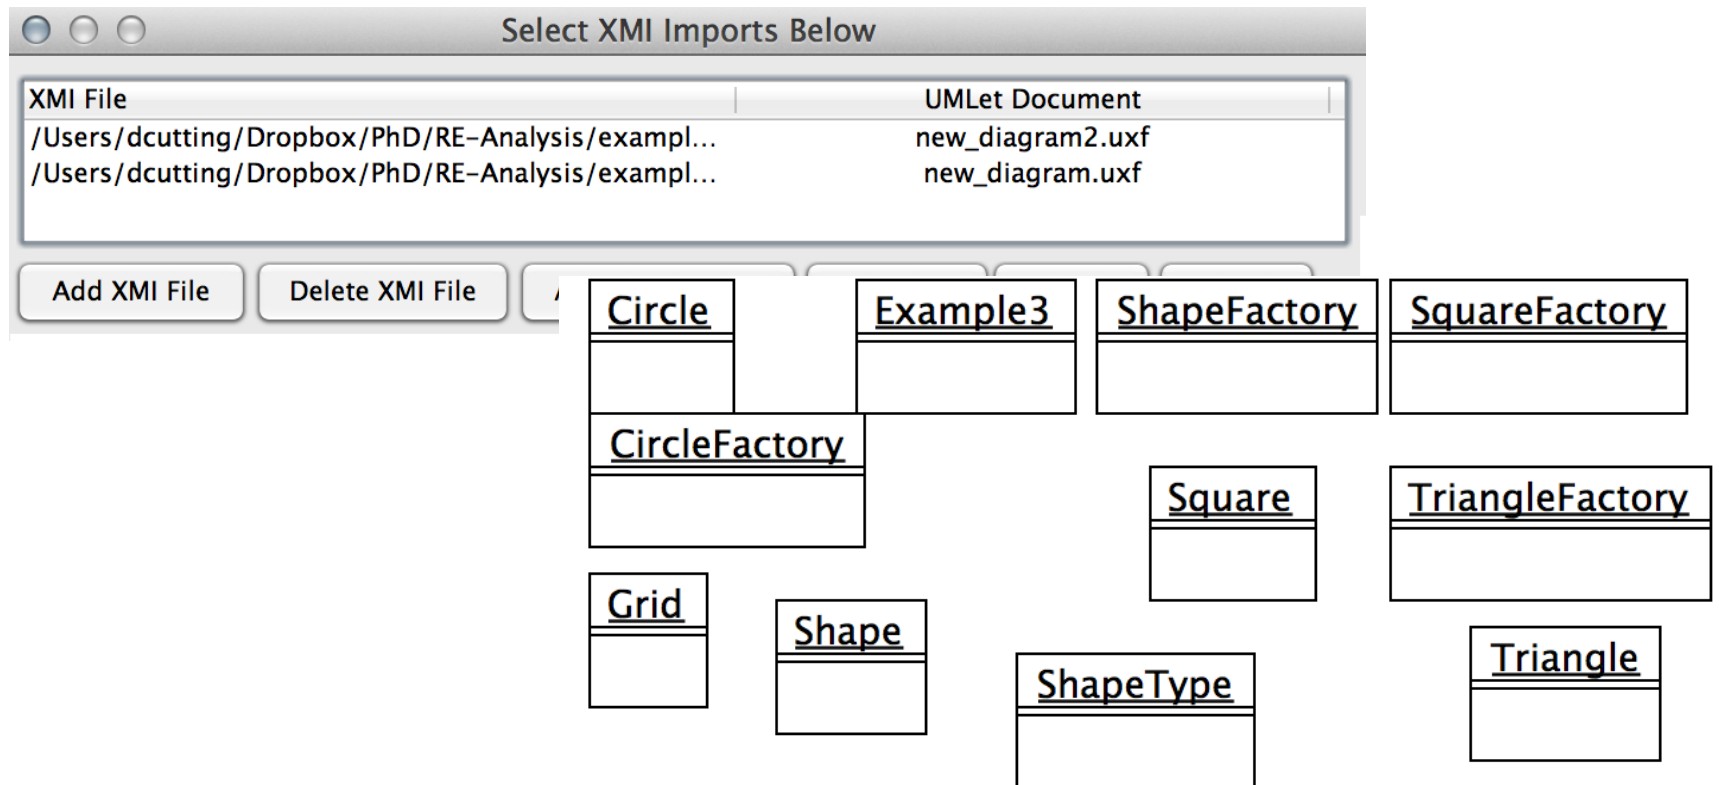 Select XMI Imports Below
XMI File UMLet Document
/Users/dcutting/Dropbox/PhD/RE-Analysis/exampl... new_diagram2.uxf
/Users/dcutting/Dropbox/PhD/RE-Analysis/exampl... new_diagram.uxf
Add XMI File Delete XMI File
Circle Example3 ShapeFactory SquareFactory
CircleFactory
Square TriangleFactory
Grid
Shape
Triangle
ShapeType